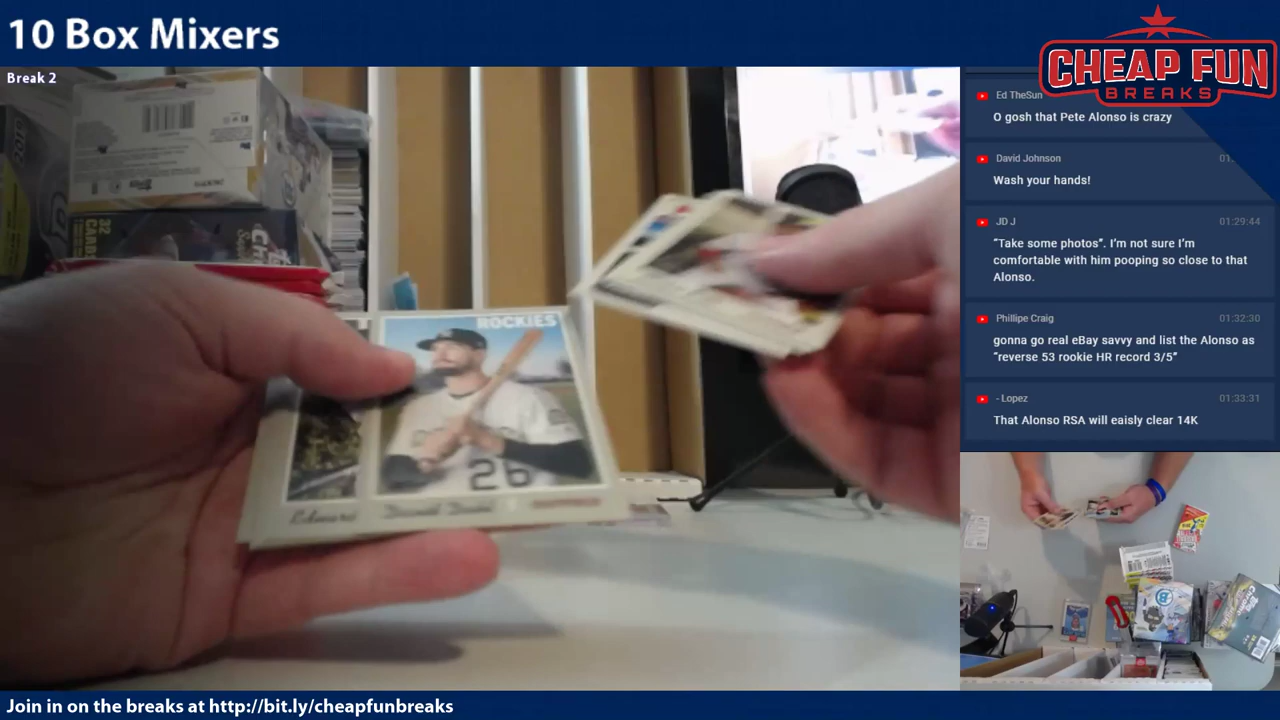 10 Box Mixers
CHEAP FUN
BREAKS
Break 2
Ed TheSun
O gosh that Pete Alonso is crazy
David Johnson
01:
Wash your hands!
JD J
01:29:44
“Take some photos”. I’m not sure I’m
comfortable with him pooping so close to that
Alonso.
Phillipe Craig
01:32:30
gonna go real eBay savvy and list the Alonso as
“reverse 53 rookie HR record 3/5”
- Lopez
01:33:31
That Alonso RSA will eaisly clear 14K
ROCKIES
26
32
CARDS
Join in on the breaks at http://bit.ly/cheapfunbreaks